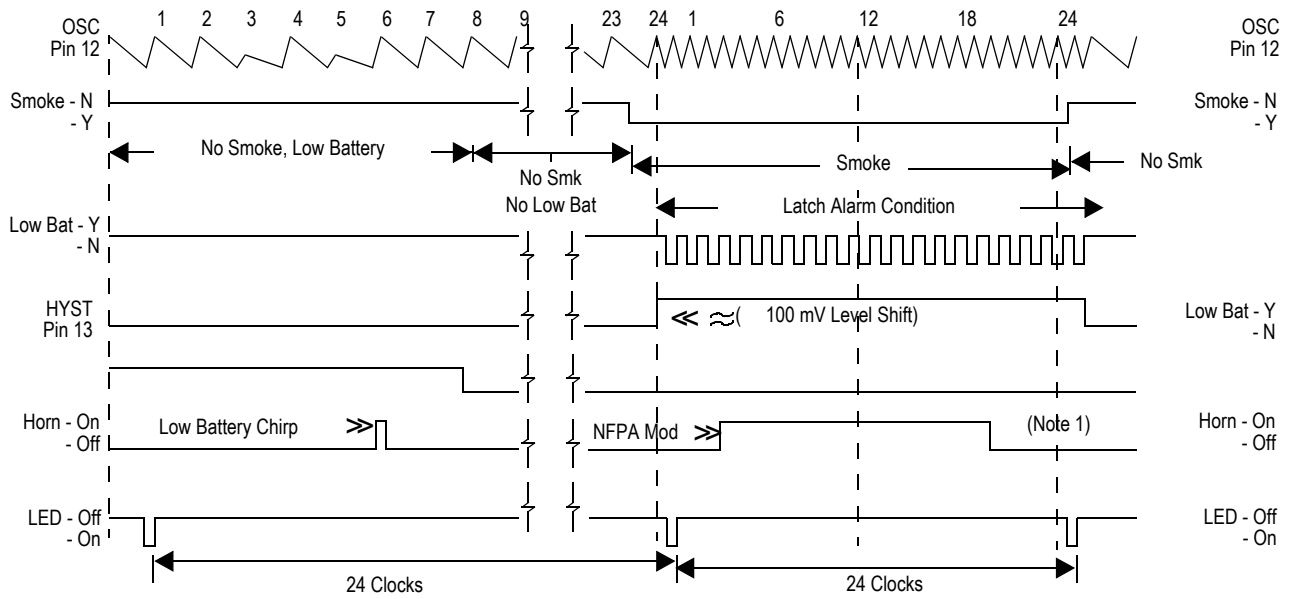 1 2 3 4 5 6 7 8 9 23 24 1 6 12 18 24
OSC
Pin 12
OSC
Pin 12
Smoke - N
- Y
Smoke - N
- Y
No Smoke, Low Battery
No Smk
No Low Bat
Smoke
No Smk
Latch Alarm Condition
Low Bat - Y
- N
HYST
Pin 13
≪ ≈( 100 mV Level Shift)
Low Bat - Y
- N
Horn - On
- Off
Low Battery Chirp ≫
NFPA Mod ≫
(Note 1)
Horn - On
- Off
LED - Off
- On
LED - Off
- On
24 Clocks
24 Clocks